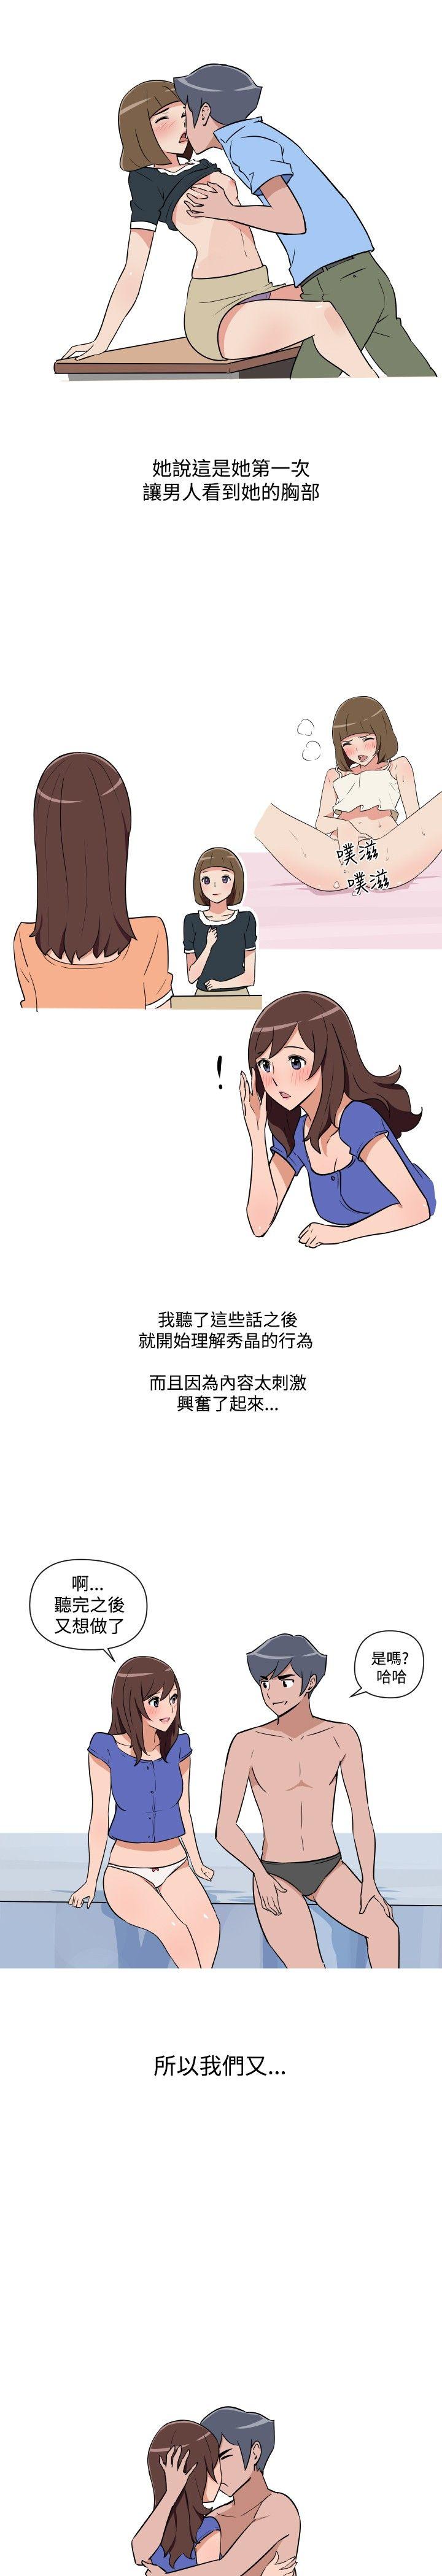 她說這是她第一次
讓男人看到她的胸部
噗滋
噗滋
!
我聽了這些話之後
就開始理解秀晶的行為
而且因為內容太刺激
興奮了起來...
啊...
聽完之後
又想做了
是嗎?
哈哈
所以我們又...